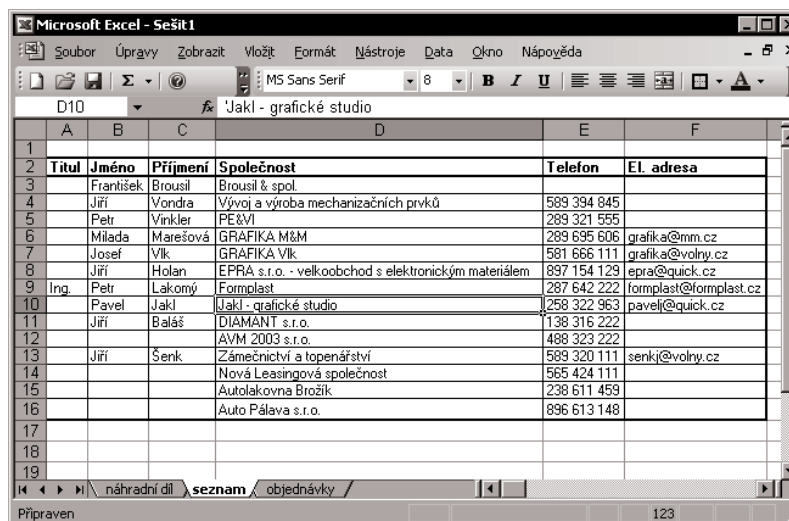 Microsoft Excel - Sešit1
Soubor Úpravy Zobrazit Vložit Formát Nástroje Data Okno Nápověda
Σ MS Sans Serif 8 B I U A
D10 fx 'Jakl - grafické studio
A B C D E F
1
2 Titul Jméno Příjmení Společnost Telefon El. adresa
3 František Brousil Brousil & spol.
4 Jiří Vondra Vývoj a výroba mechanizačních prvků 589 394 845
5 Petr Vinkler PE&VI 289 321 555
6 Milada Marešová GRAFIKA M&M 289 695 606 grafika@mm.cz
7 Josef Vlk GRAFIKA Vlk 581 666 111 grafika@volny.cz
8 Jiří Holan EPRA s.r.o. - velkoobchod s elektronickým materiálem 897 154 129 epra@quick.cz
9 Ing. Petr Lakomý Formplast 287 642 222 formplast@formplast.cz
10 Pavel Jakl Jakl - grafické studio 258 322 963 pavelj@quick.cz
11 Jiří Baláš DIAMANT s.r.o. 138 316 222
12 AVM 2003 s.r.o. 488 323 222
13 Jiří Šenk Zámečnictví a topenářství 589 320 111 senkj@volny.cz
14 Nová Leasingová společnost 565 424 111
15 Autolakovna Brožík 238 611 459
16 Auto Pálava s.r.o. 896 613 148
17
18
19
náhradní díl seznam objednávky
Připraven 123